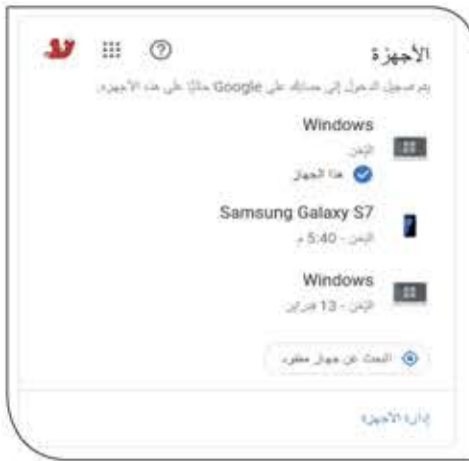 الأجهزة
يتم تسجيل الدخول إلى حسابك على Google حاليًا على هذه الأجهزة.
Windows
اليمن
هذا الجهاز
Samsung Galaxy S7
اليمن - 5:40 م
Windows
اليمن - 13 فبراير
البحث عن جهاز مفقود
إدارة الأجهزة